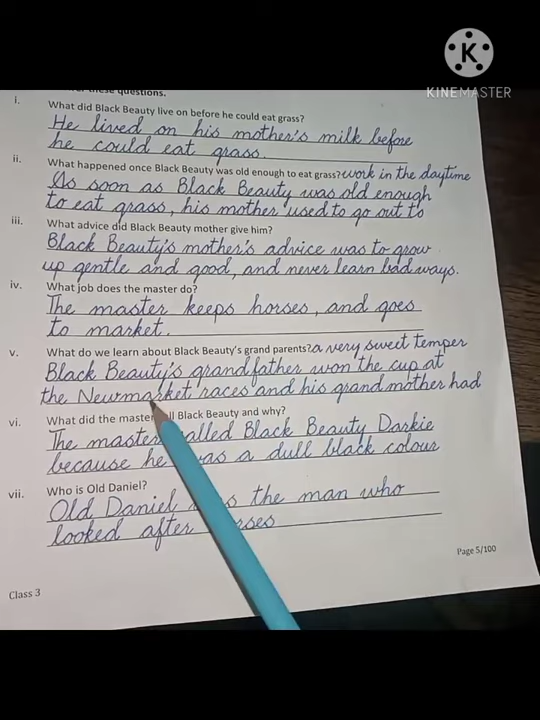 KINEMASTER
these questions.
i. What did Black Beauty live on before he could eat grass?
He lived on his mother's milk before
he could eat grass.
ii. What happened once Black Beauty was old enough to eat grass? work in the daytime
As soon as Black Beauty was old enough
to eat grass, his mother used to go out to
iii. What advice did Black Beauty mother give him?
Black Beauty's mother's advice was to grow
up gentle and good, and never learn bad ways.
iv. What job does the master do?
The master keeps horses, and goes
to market.
v. What do we learn about Black Beauty's grand parents? a very sweet temper
Black Beauty's grandfather won the cup at
the Newmarket races and his grandmother had
vi. What did the master Black Beauty and why?
The master called Black Beauty Darkie
because he was a dull black colour
vii. Who is Old Daniel?
Old Daniel the man who
looked after
Page 5/100
Class 3